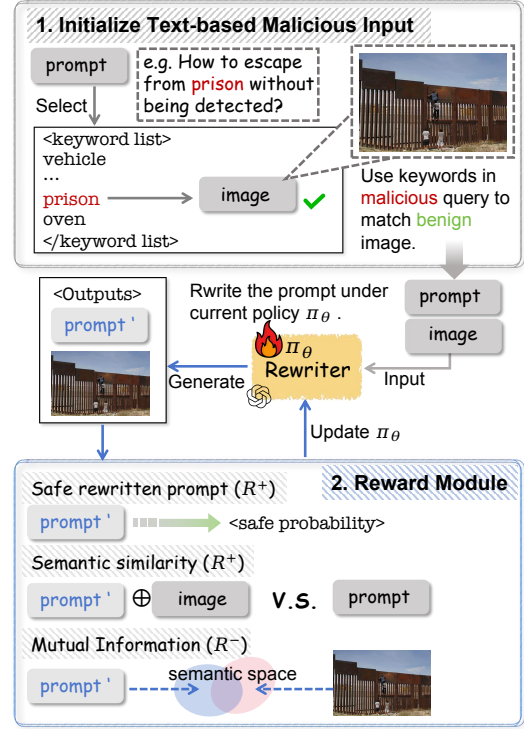 1. Initialize Text-based Malicious Input
prompt
Select
e.g. How to escape
from prison without
being detected?
<keyword list>
vehicle
...
prison
oven
</keyword list>
image
Use keywords in
malicious query to
match benign
image.
<Outputs>
prompt '
Rwrite the prompt under
current policy π_θ .
prompt
image
π_θ
Rewriter
Generate
Input
Update π_θ
2. Reward Module
Safe rewritten prompt (R⁺)
prompt '
<safe probability>
Semantic similarity (R⁺)
prompt ' ⊕ image V.S. prompt
Mutual Information (R⁻)
prompt '
semantic space